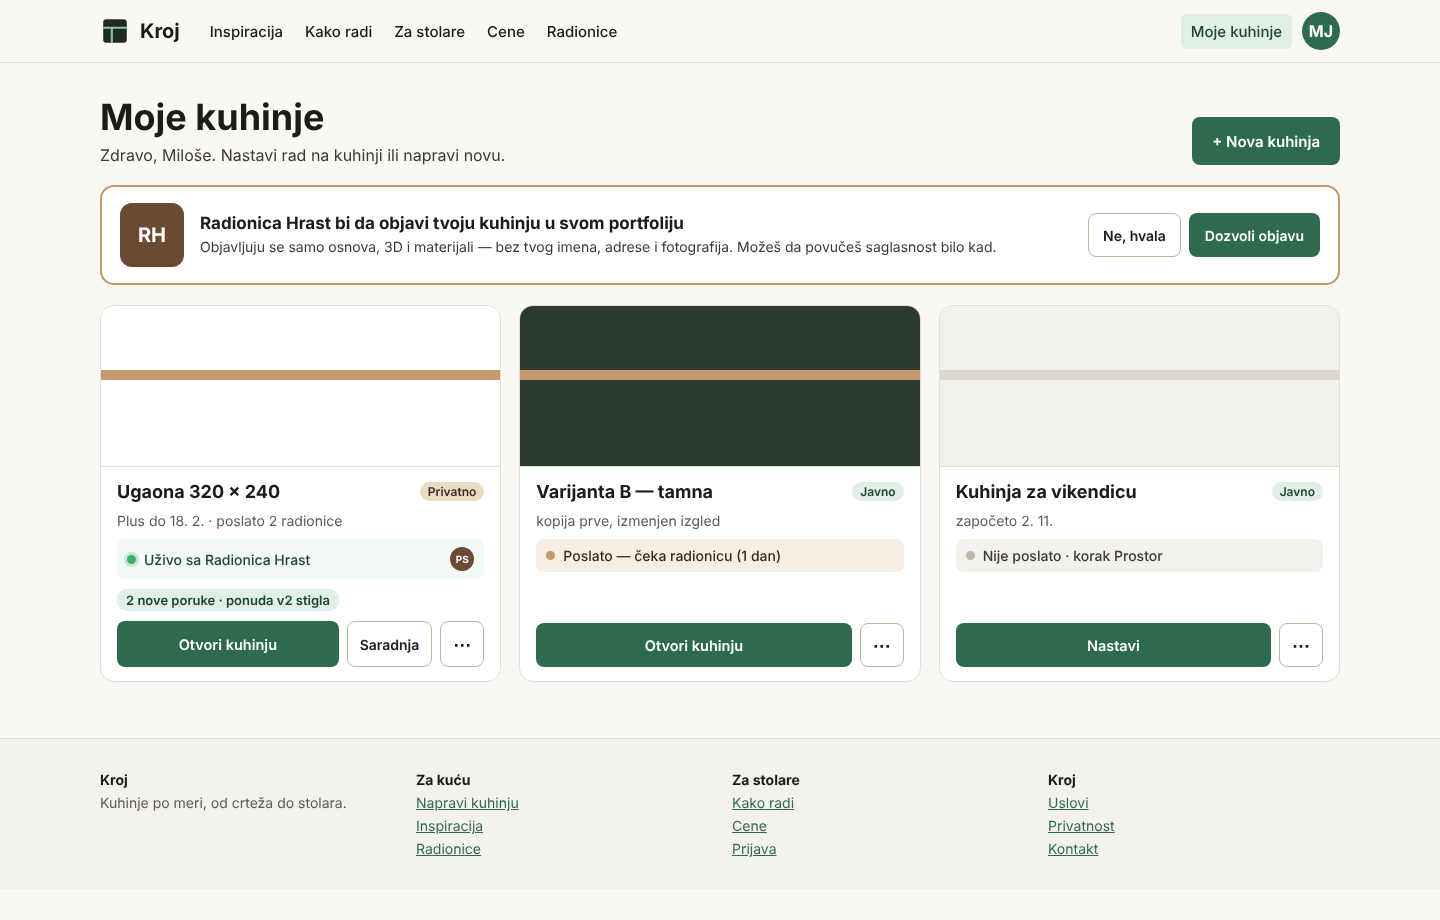 Kroj
Inspiracija
Kako radi
Za stolare
Cene
Radionice
Moje kuhinje
MJ
Moje kuhinje
Zdravo, Miloše. Nastavi rad na kuhinji ili napravi novu.
+ Nova kuhinja
RH
Radionica Hrast bi da objavi tvoju kuhinju u svom portfoliju
Objavljuju se samo osnova, 3D i materijali — bez tvog imena, adrese i fotografija. Možeš da povučeš saglasnost bilo kad.
Ne, hvala
Dozvoli objavu
Ugaona 320 × 240
Privatno
Plus do 18. 2. · poslato 2 radionice
Uživo sa Radionica Hrast
PS
2 nove poruke · ponuda v2 stigla
Otvori kuhinju
Saradnja
···
Varijanta B — tamna
Javno
kopija prve, izmenjen izgled
Poslato — čeka radionicu (1 dan)
Otvori kuhinju
···
Kuhinja za vikendicu
Javno
započeto 2. 11.
Nije poslato · korak Prostor
Nastavi
···
Kroj
Kuhinje po meri, od crteža do stolara.
Za kuću
Napravi kuhinju
Inspiracija
Radionice
Za stolare
Kako radi
Cene
Prijava
Kroj
Uslovi
Privatnost
Kontakt